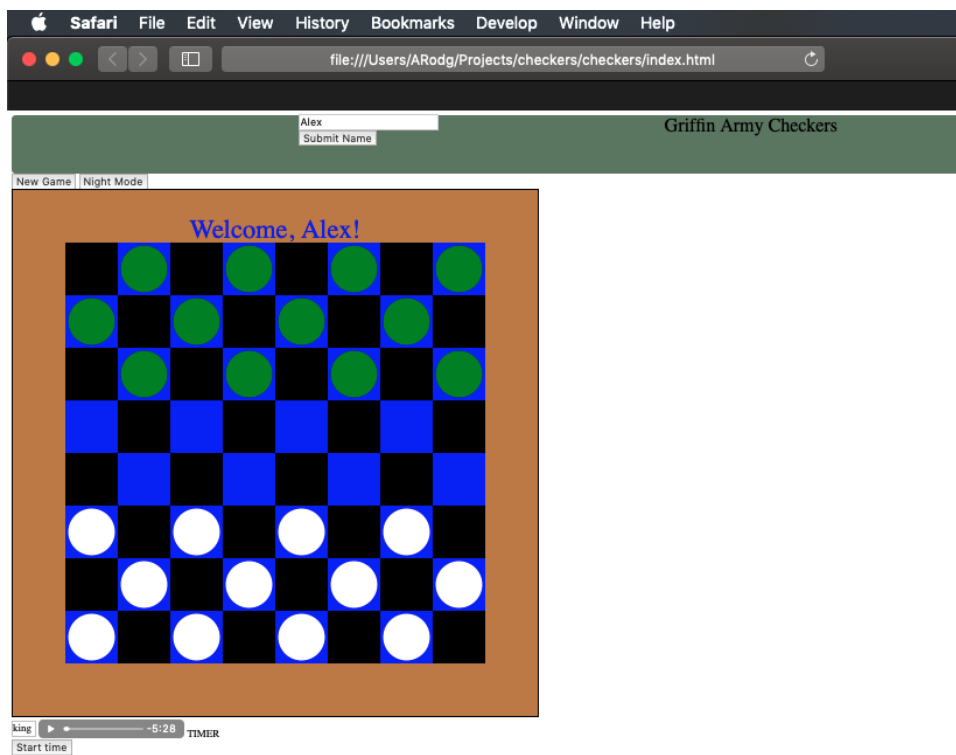 Safari File Edit View History Bookmarks Develop Window Help
file:///Users/ARodg/Projects/checkers/checkers/index.html
Alex
Griffin Army Checkers
Submit Name
New Game Night Mode
Welcome, Alex!
king -5:28 TIMER
Start time